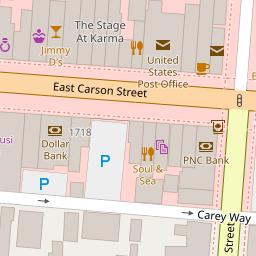 The Stage
At Karma
Jimmy
D's
United
States
Post Office
East Carson Street
1718
usi
Dollar
Bank
P
PNC Bank
Soul &
Sea
P
Carey Way
Street